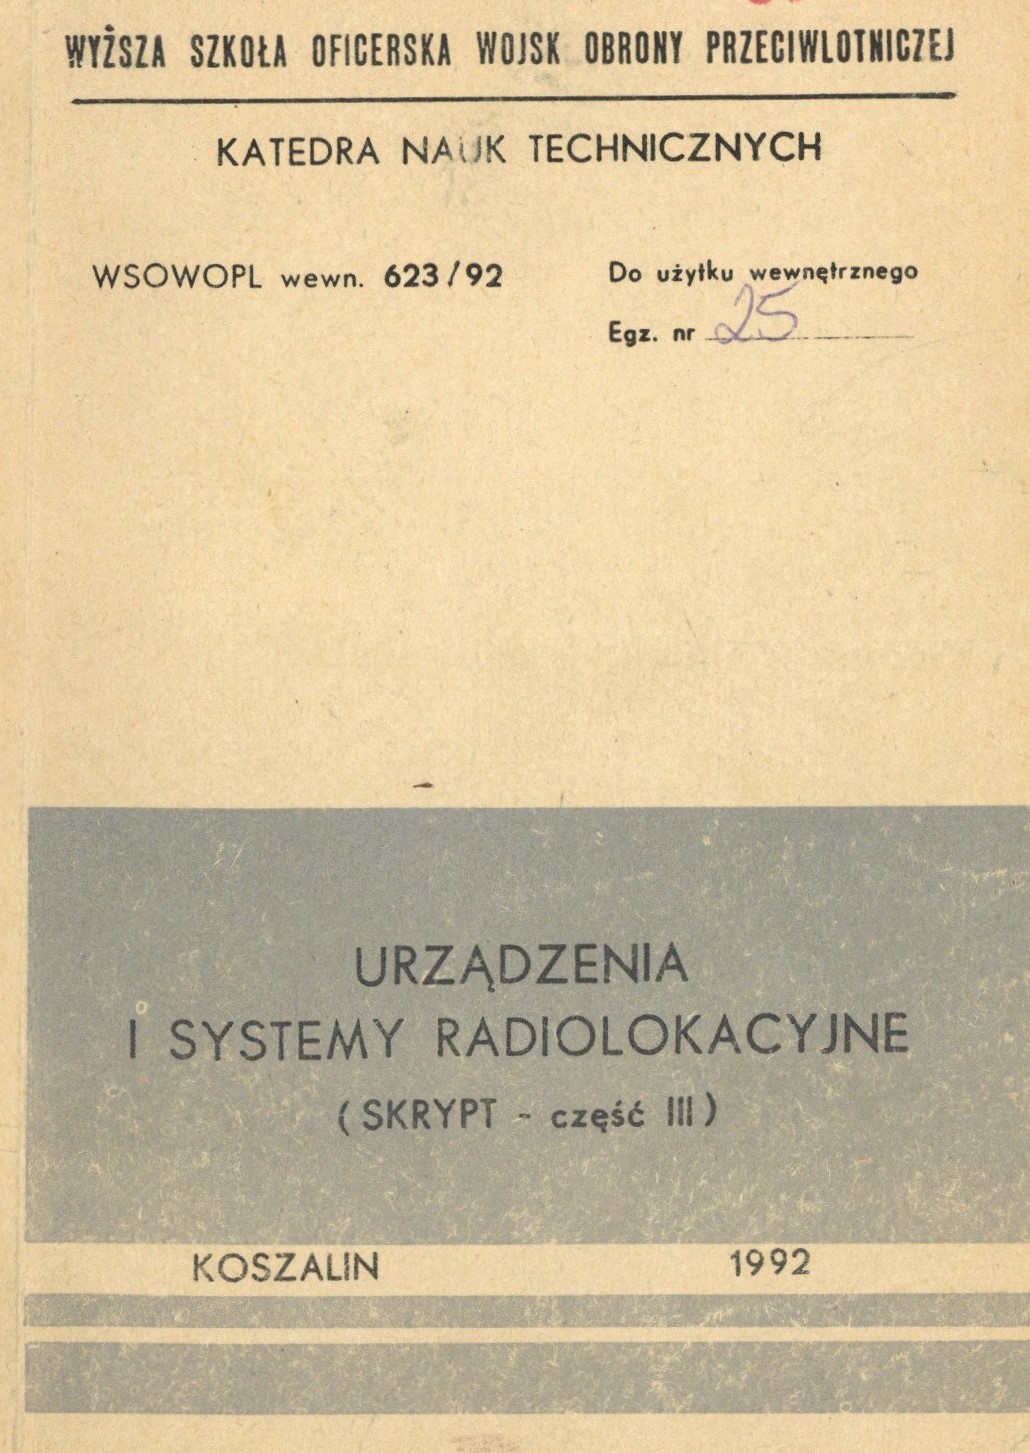 WYŻSZA SZKOŁA OFICERSKA WOJSK OBRONY PRZECIWLOTNICZEJ
KATEDRA NAUK TECHNICZNYCH
WSOWOPL wewn. 623/92
Do użytku wewnętrznego
Egz. nr 25
URZĄDZENIA
I SYSTEMY RADIOLOKACYJNE
(SKRYPT - część III)
KOSZALIN 1992